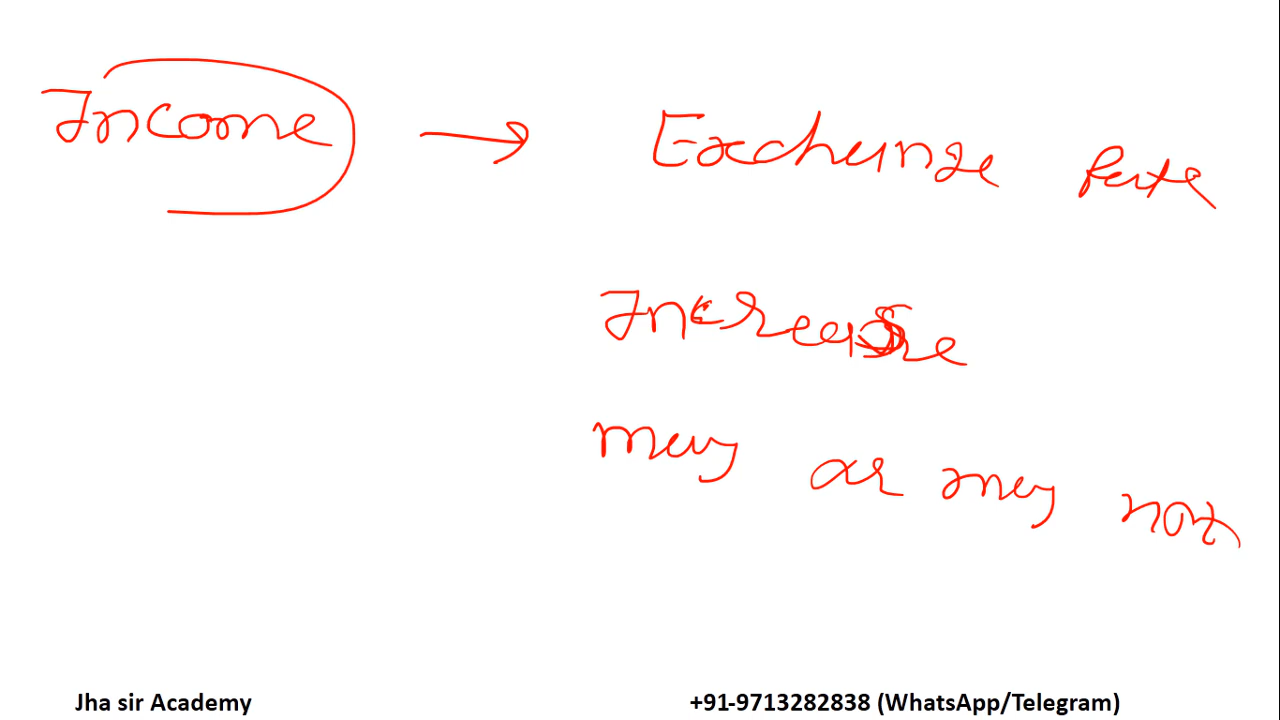 Income → Exchange Rate
Increase
may or may not
Jha sir Academy +91-9713282838 (WhatsApp/Telegram)